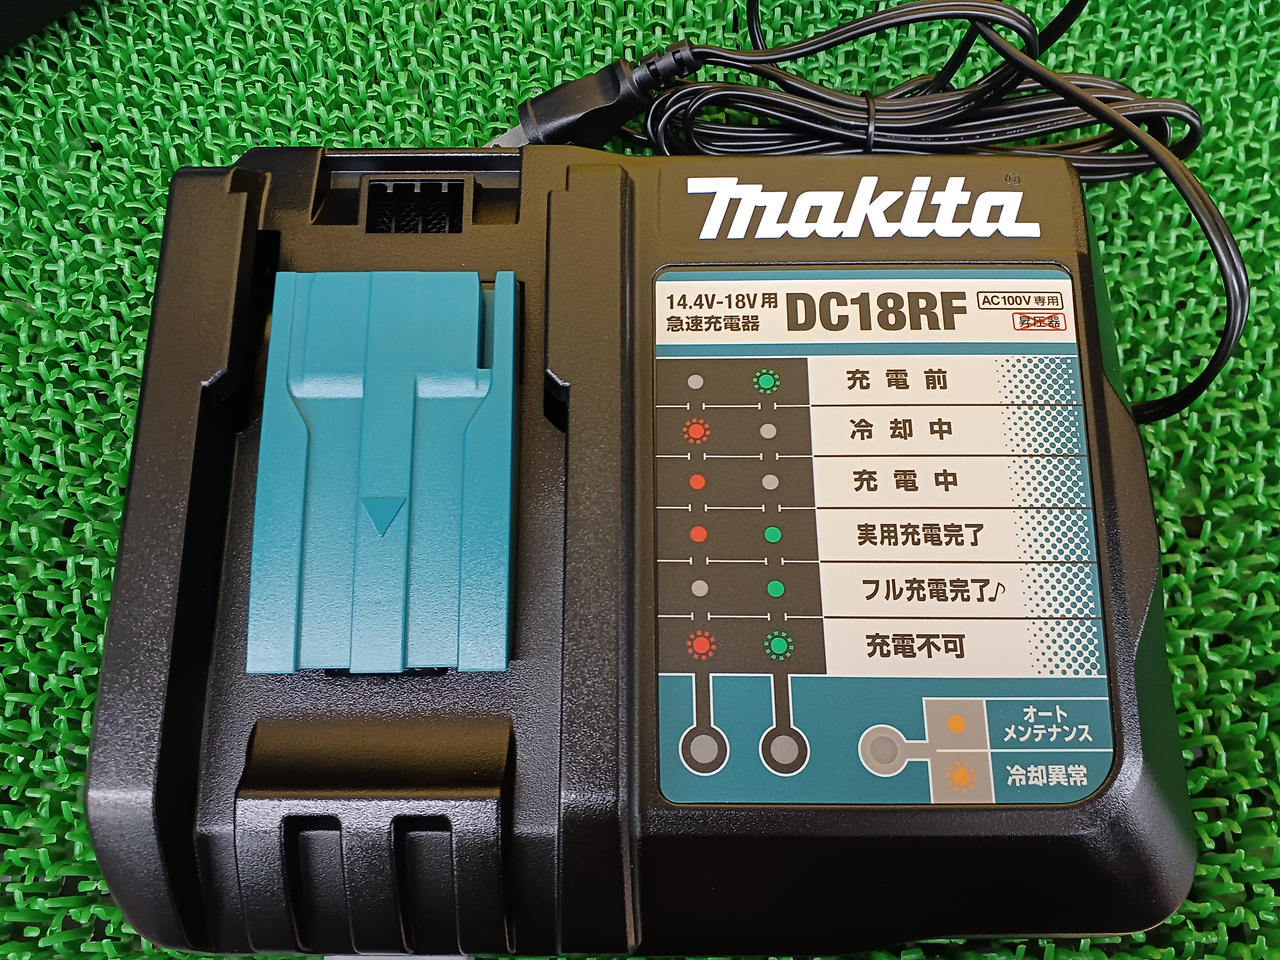 makita®
14.4V-18V用
急速充電器
DC18RF
AC100V専用
昇圧器
充電前
冷却中
充電中
実用充電完了
フル充電完了♪
充電不可
オート
メンテナンス
冷却異常